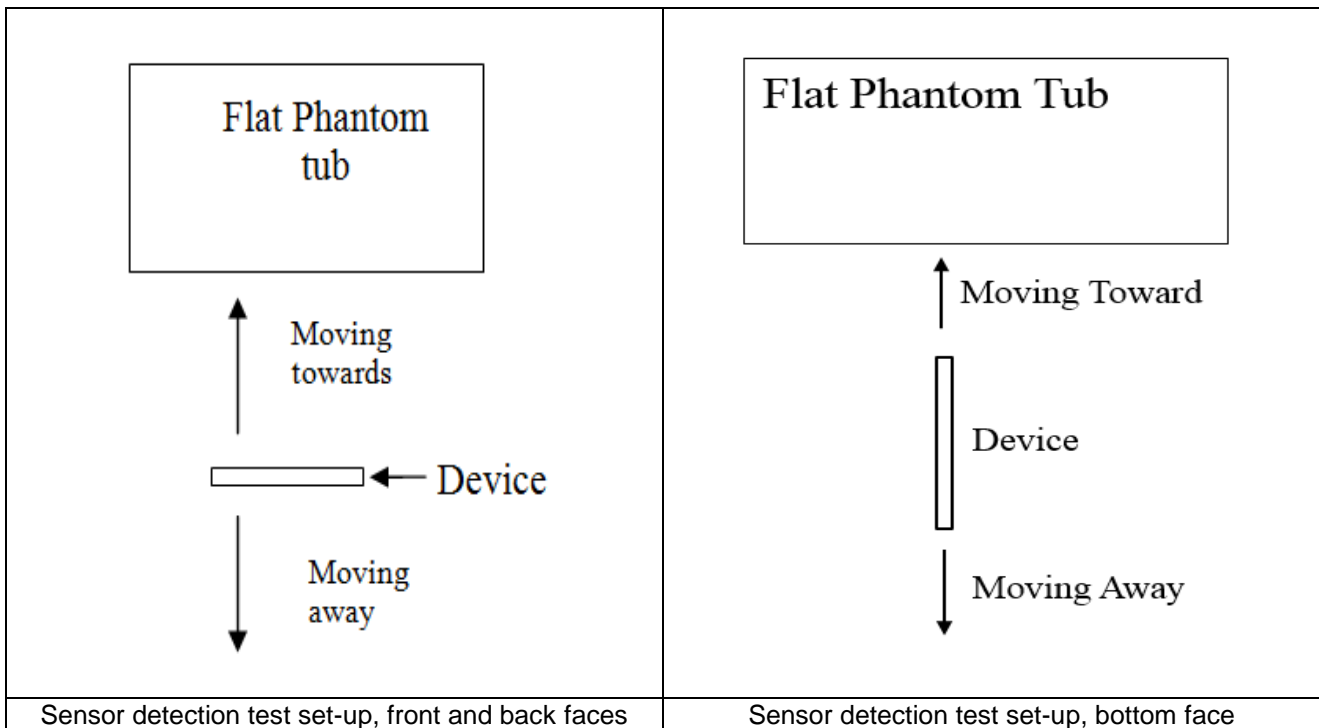 Flat Phantom
tub
Moving
towards
Device
Moving
away
Sensor detection test set-up, front and back faces
Flat Phantom Tub
Moving Toward
Device
Moving Away
Sensor detection test set-up, bottom face